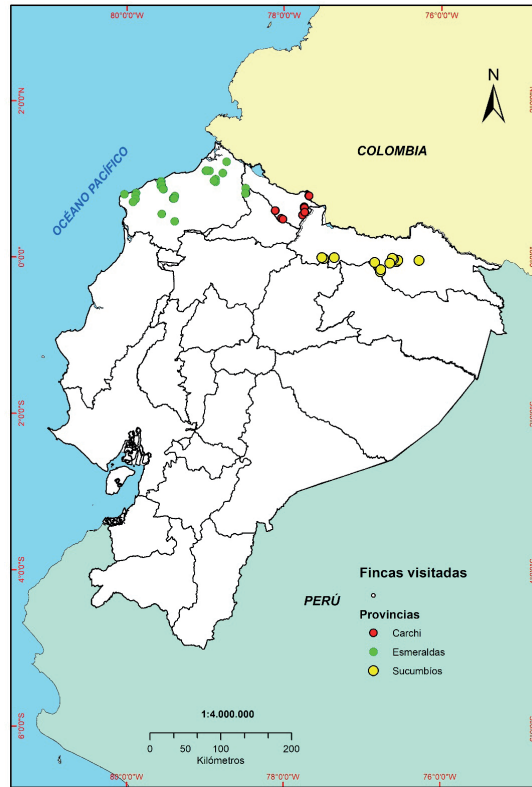 80°0'0"W
78°0'0"W
76°0'0"W
N
2°0'0"N
COLOMBIA
OCÉANO PACÍFICO
0°0'0"
2°0'0"S
4°0'0"S
Fincas visitadas
PERÚ
Provincias
Carchi
Esmeraldas
Sucumbíos
1:4.000.000
0 50 100 200
Kilómetros
6°0'0"S
80°0'0"W
78°0'0"W
76°0'0"W